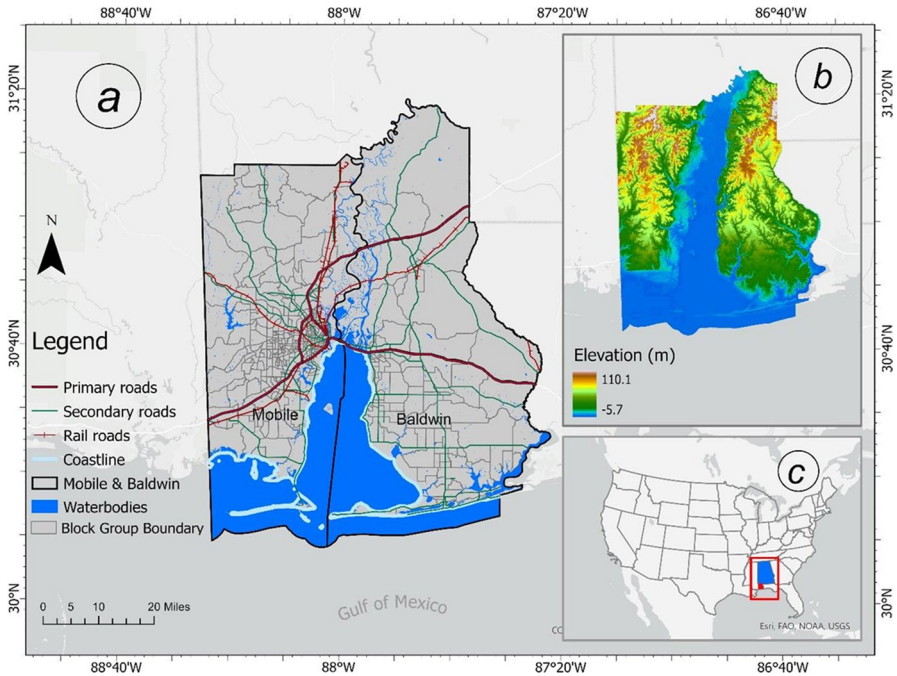 88°40'W
88°0'W
87°20'W
86°40'W
31°20'N
30°40'N
30°N
a
N
Legend
Primary roads
Secondary roads
Rail roads
Coastline
Mobile & Baldwin
Waterbodies
Block Group Boundary
0 5 10 20 Miles
Mobile
Baldwin
Gulf of Mexico
CC
b
Elevation (m)
110.1
-5.7
c
Esri, FAO, NOAA, USGS
31°20'N
30°40'N
30°N
88°40'W
88°0'W
87°20'W
86°40'W